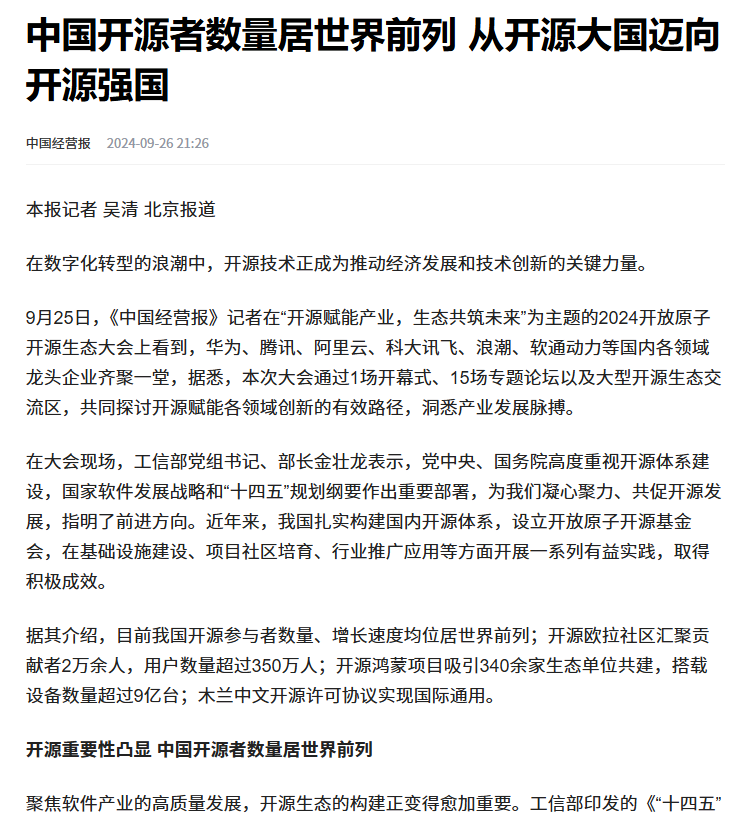 中国开源者数量居世界前列 从开源大国迈向
开源强国
中国经营报 2024-09-26 21:26
本报记者 吴清 北京报道
在数字化转型的浪潮中，开源技术正成为推动经济发展和技术创新的关键力量。
9月25日，《中国经营报》记者在“开源赋能产业，生态共筑未来”为主题的2024开放原子
开源生态大会上看到，华为、腾讯、阿里云、科大讯飞、浪潮、软通动力等国内各领域
龙头企业齐聚一堂，据悉，本次大会通过1场开幕式、15场专题论坛以及大型开源生态交
流区，共同探讨开源赋能各领域创新的有效路径，洞悉产业发展脉搏。
在大会现场，工信部党组书记、部长金壮龙表示，党中央、国务院高度重视开源体系建
设，国家软件发展战略和“十四五”规划纲要作出重要部署，为我们凝心聚力、共促开源发
展，指明了前进方向。近年来，我国扎实构建国内开源体系，设立开放原子开源基金
会，在基础设施建设、项目社区培育、行业推广应用等方面开展一系列有益实践，取得
积极成效。
据其介绍，目前我国开源参与者数量、增长速度均位居世界前列；开源欧拉社区汇聚贡
献者2万余人，用户数量超过350万人；开源鸿蒙项目吸引340余家生态单位共建，搭载
设备数量超过9亿台；木兰中文开源许可协议实现国际通用。
开源重要性凸显 中国开源者数量居世界前列
聚焦软件产业的高质量发展，开源生态的构建正变得愈加重要。工信部印发的《“十四五”